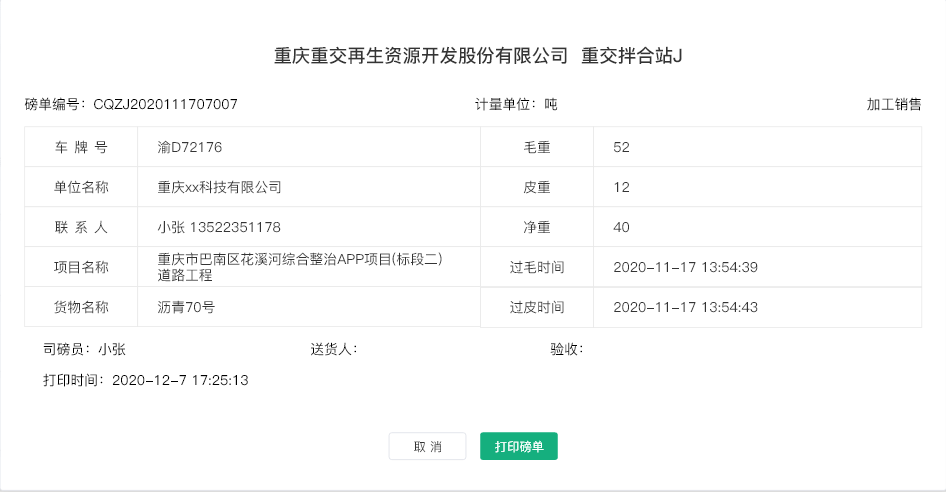 重庆重交再生资源开发股份有限公司 重交拌合站J
磅单编号：CQZJ2020111707007 计量单位：吨 加工销售
车 牌 号 渝D72176 毛重 52
单位名称 重庆xx科技有限公司 皮重 12
联 系 人 小张 13522351178 净重 40
项目名称 重庆市巴南区花溪河综合整治APP项目(标段二)
道路工程 过毛时间 2020-11-17 13:54:39
货物名称 沥青70号 过皮时间 2020-11-17 13:54:43
司磅员：小张 送货人： 验收：
打印时间：2020-12-7 17:25:13
取 消 打印磅单